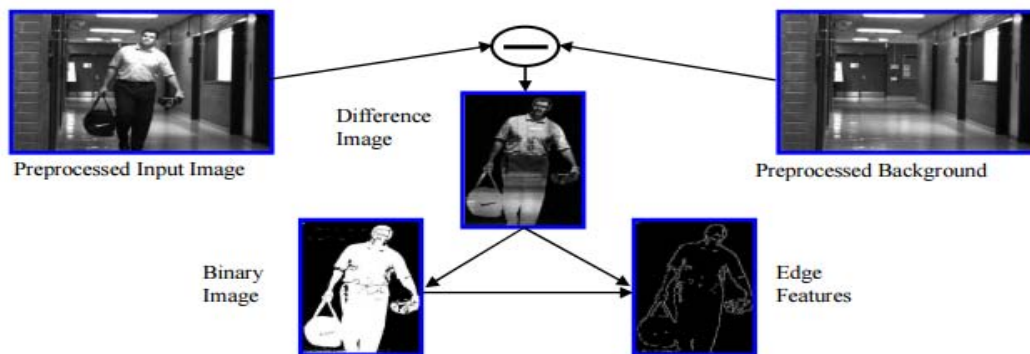 Preprocessed Input Image
Difference
Image
Preprocessed Background
Binary
Image
Edge
Features